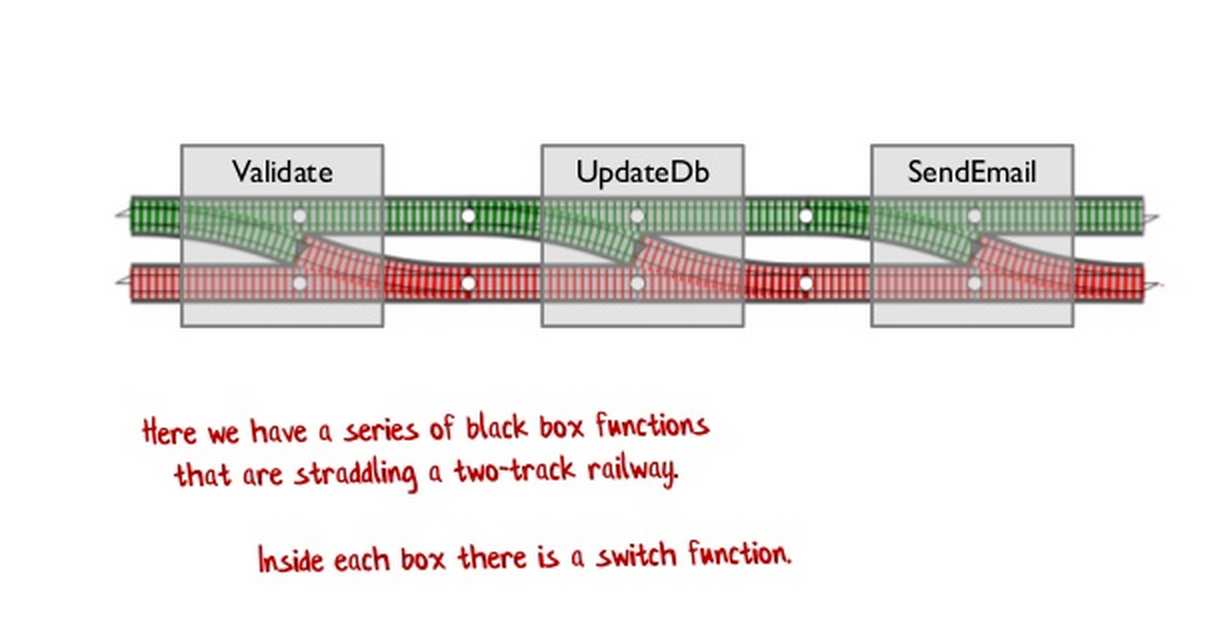 Validate
UpdateDb
SendEmail
Here we have a series of black box functions
that are straddling a two-track railway.
Inside each box there is a switch function.